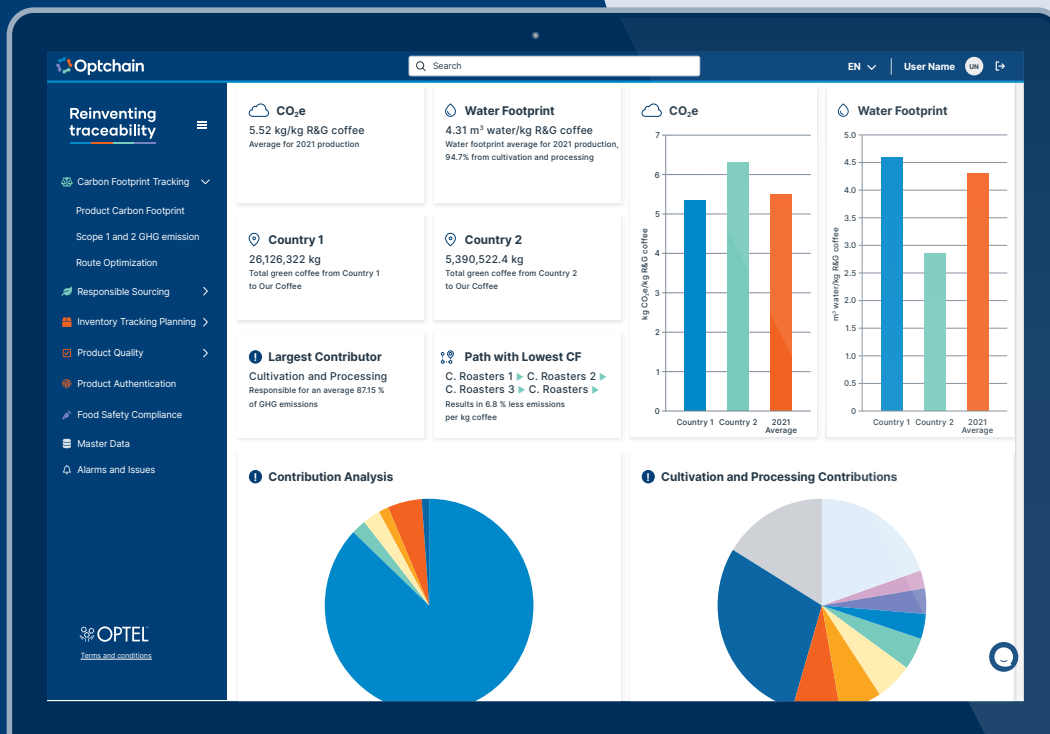 Optchain
Search
EN
User Name
UN
Reinventing
traceability
Carbon Footprint Tracking
Product Carbon Footprint
Scope 1 and 2 GHG emission
Route Optimization
Responsible Sourcing
Inventory Tracking Planning
Product Quality
Product Authentication
Food Safety Compliance
Master Data
Alarms and Issues
OPTEL
Terms and conditions
CO₂e
5.52 kg/kg R&G coffee
Average for 2021 production
Water Footprint
4.31 m³ water/kg R&G coffee
Water footprint average for 2021 production,
94.7% from cultivation and processing
Country 1
26,126,322 kg
Total green coffee from Country 1
to Our Coffee
Country 2
5,390,522.4 kg
Total green coffee from Country 2
to Our Coffee
Largest Contributor
Cultivation and Processing
Responsible for an average 87.15 %
of GHG emissions
Path with Lowest CF
C. Roasters 1 ▶ C. Roasters 2 ▶
C. Roasters 3 ▶ C. Roasters ▶
Results in 6.8 % less emissions
per kg coffee
CO₂e
kg CO₂e/kg R&G coffee
7
6
5
4
3
2
1
0
Country 1
Country 2
2021
Average
Water Footprint
m³ water/kg R&G coffee
5.0
4.5
4.0
3.5
3.0
2.5
2.0
1.5
1.0
0.5
0
Country 1
Country 2
2021
Average
Contribution Analysis
Cultivation and Processing Contributions